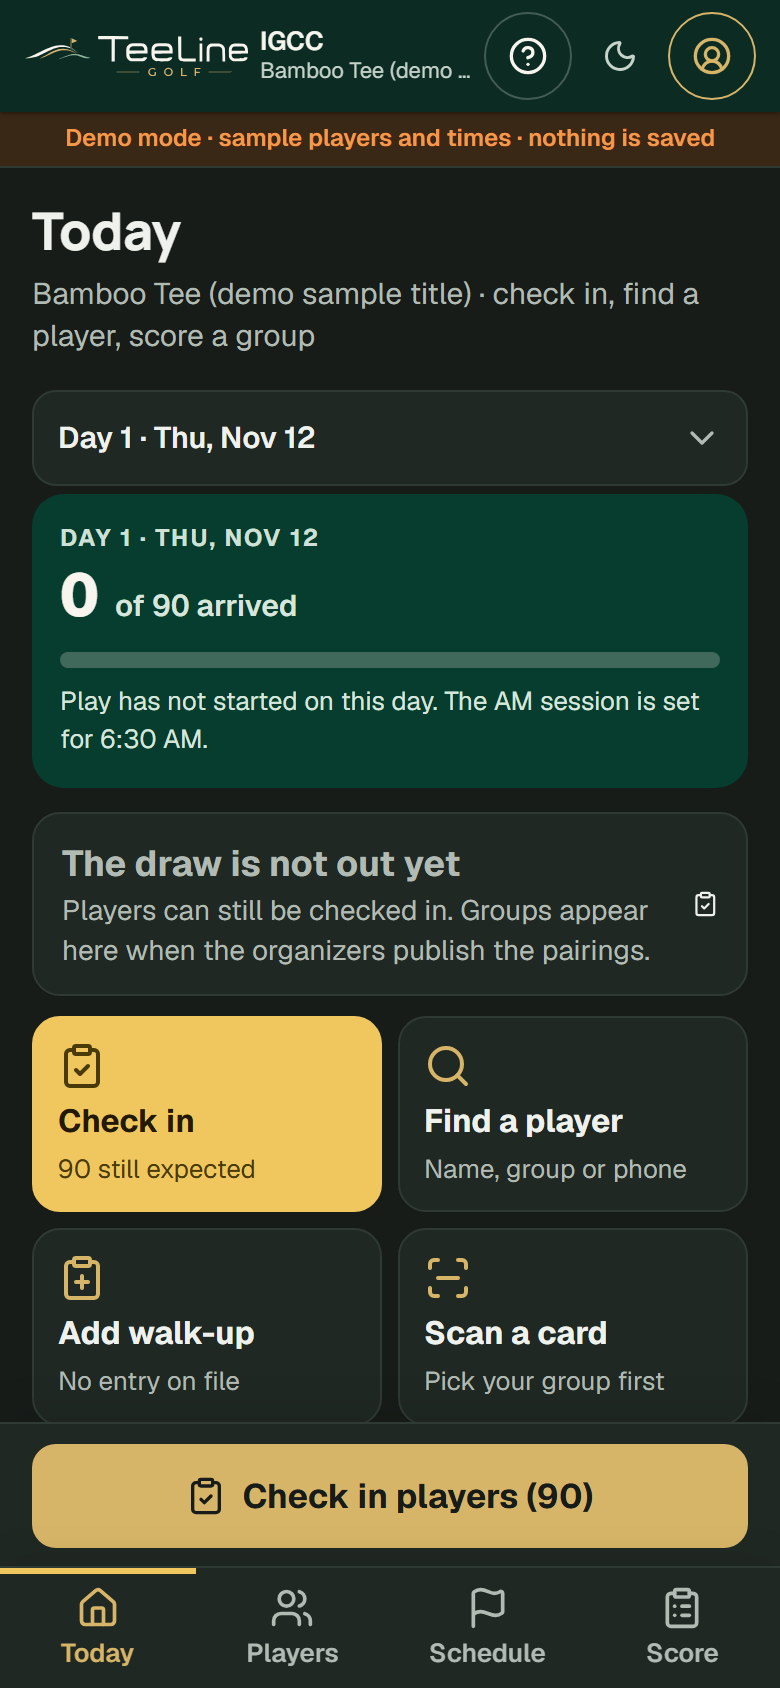 TeeLine
GOLF
IGCC
Bamboo Tee (demo ...
Demo mode · sample players and times · nothing is saved
Today
Bamboo Tee (demo sample title) · check in, find a
player, score a group
Day 1 · Thu, Nov 12
DAY 1 · THU, NOV 12
0 of 90 arrived
Play has not started on this day. The AM session is set
for 6:30 AM.
The draw is not out yet
Players can still be checked in. Groups appear
here when the organizers publish the pairings.
Check in
90 still expected
Find a player
Name, group or phone
Add walk-up
No entry on file
Scan a card
Pick your group first
Check in players (90)
Today
Players
Schedule
Score